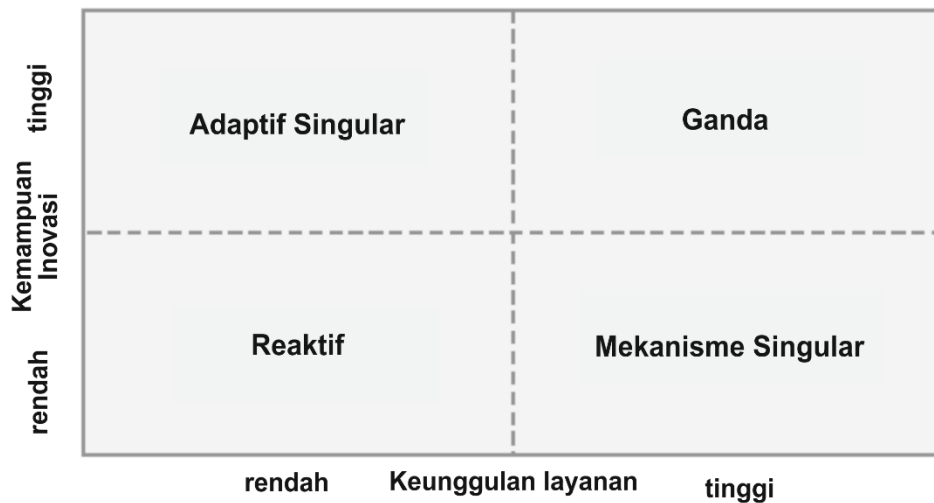 tinggi
Adaptif Singular
Ganda
Kemampuan
Inovasi
rendah
Reaktif
Mekanisme Singular
rendah
Keunggulan layanan
tinggi